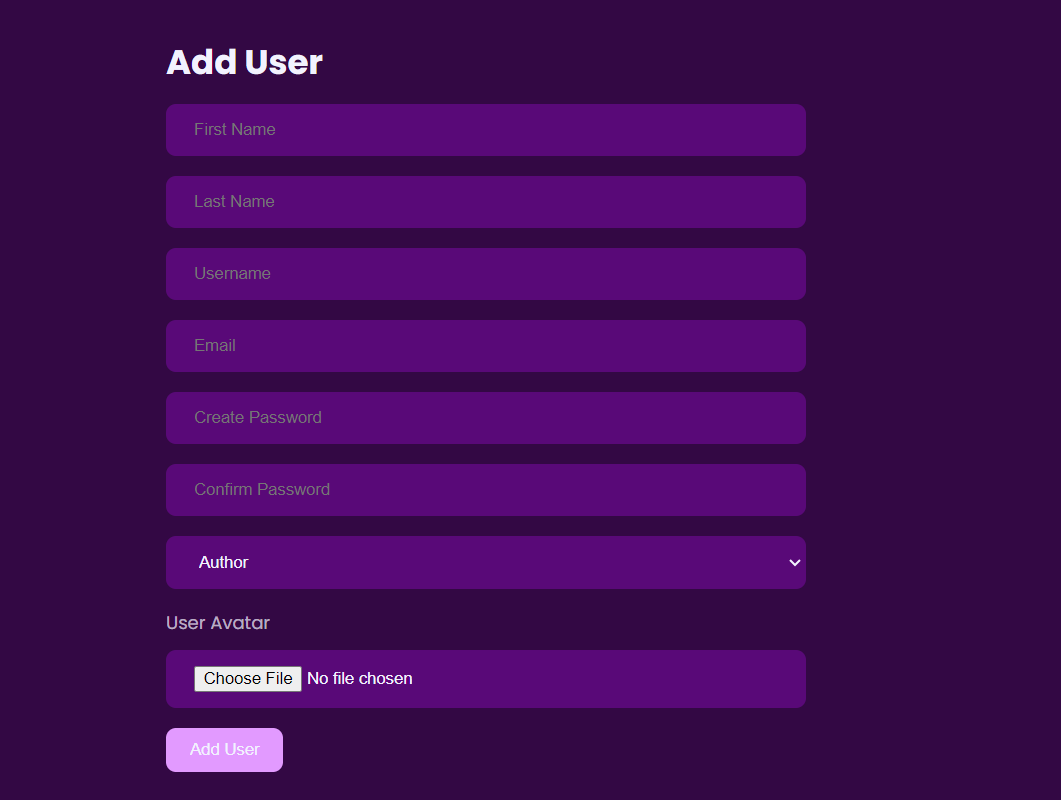 Add User
First Name
Last Name
Username
Email
Create Password
Confirm Password
Author
User Avatar
Choose File No file chosen
Add User